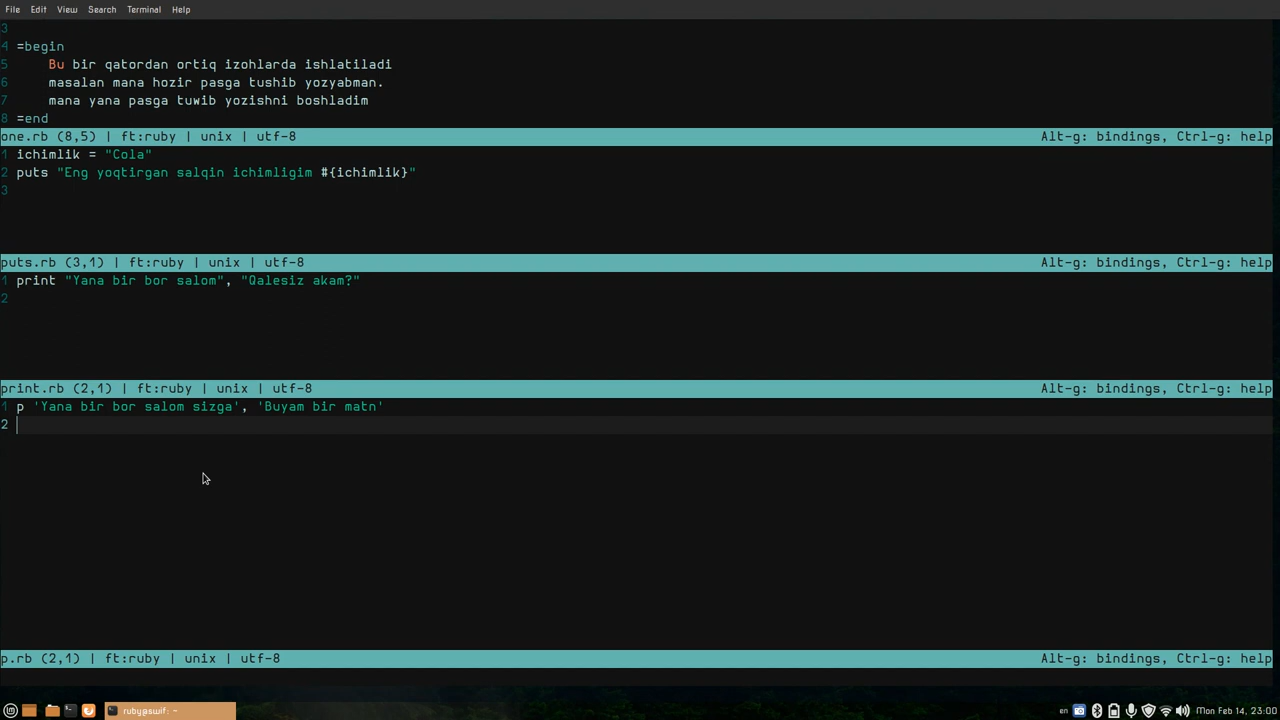 File Edit View Search Terminal Help
3
4 =begin
5     Bu bir qatordan ortiq izohlarda ishlatiladi
6     masalan mana hozir pasga tushib yozyabman.
7     mana yana pasga tuwib yozishni boshladim
8 =end
one.rb (8,5) | ft:ruby | unix | utf-8 Alt-g: bindings, Ctrl-g: help
1 ichimlik = "Cola"
2 puts "Eng yoqtirgan salqin ichimligim #{ichimlik}"
3
puts.rb (3,1) | ft:ruby | unix | utf-8 Alt-g: bindings, Ctrl-g: help
1 print "Yana bir bor salom", "Qalesiz akam?"
2
print.rb (2,1) | ft:ruby | unix | utf-8 Alt-g: bindings, Ctrl-g: help
1 p 'Yana bir bor salom sizga', 'Buyam bir matn'
2
p.rb (2,1) | ft:ruby | unix | utf-8 Alt-g: bindings, Ctrl-g: help
ruby@swif: ~ en Mon Feb 14, 23:00